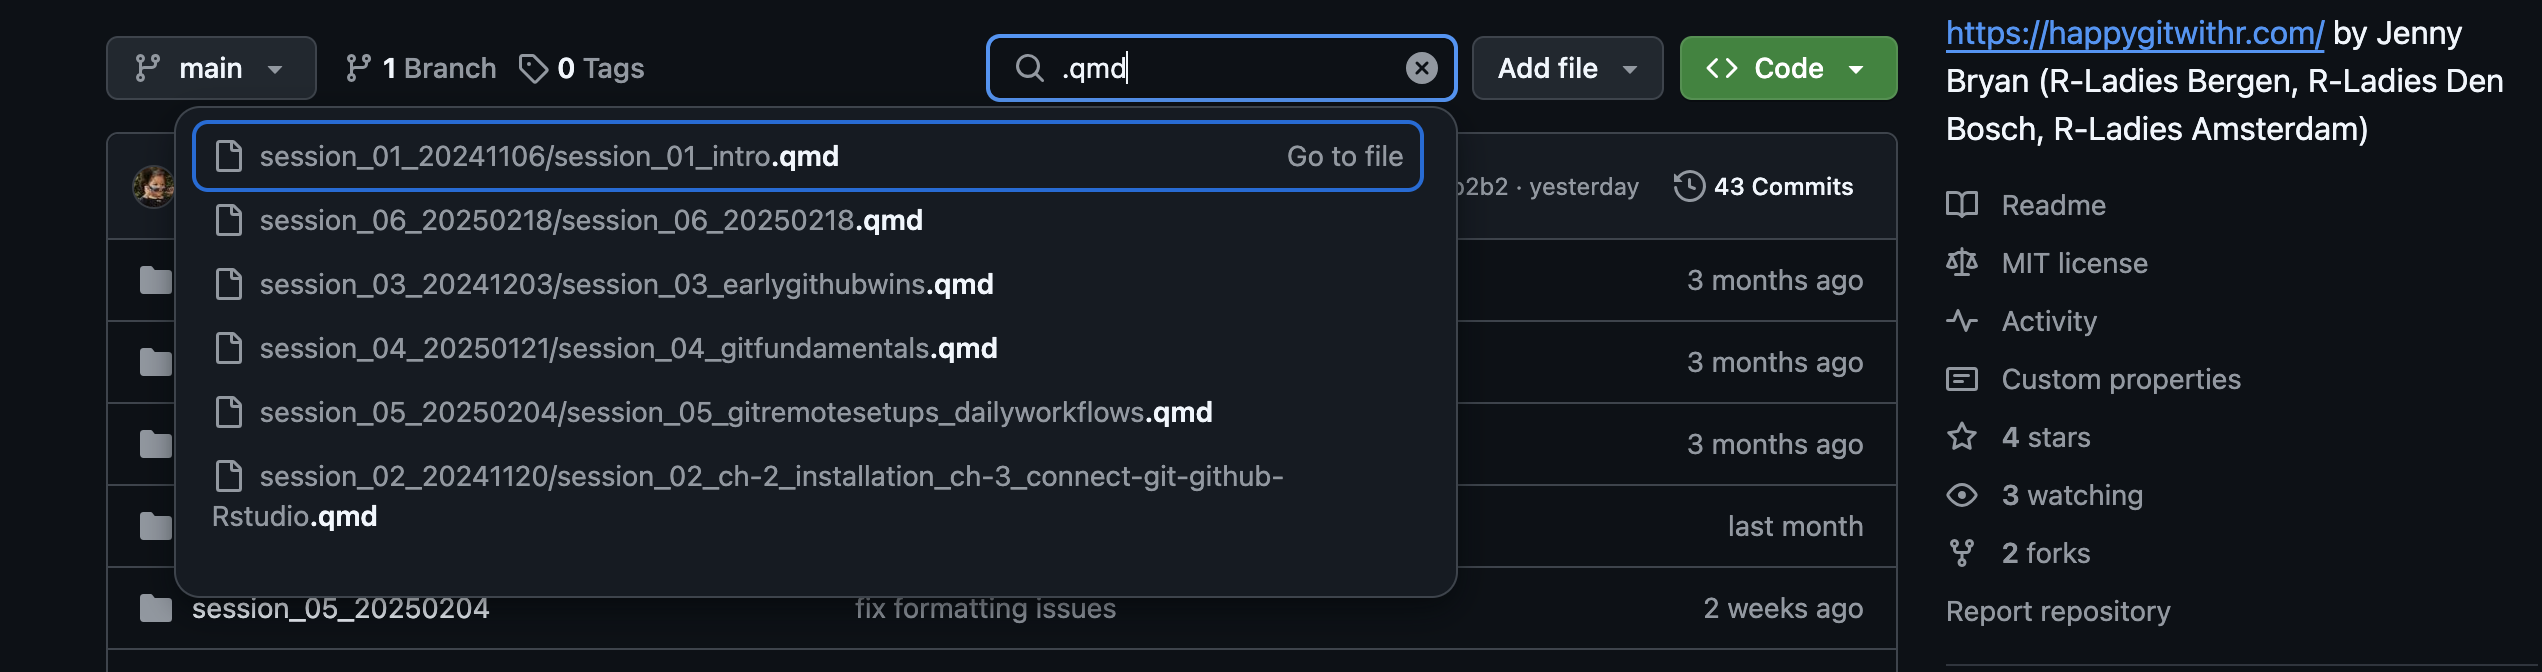 main
1 Branch
0 Tags
.qmd
Add file
Code
session_01_20241106/session_01_intro.qmd
Go to file
session_06_20250218/session_06_20250218.qmd
session_03_20241203/session_03_earlygithubwins.qmd
session_04_20250121/session_04_gitfundamentals.qmd
session_05_20250204/session_05_gitremotesetups_dailyworkflows.qmd
session_02_20241120/session_02_ch-2_installation_ch-3_connect-git-github-
Rstudio.qmd
b2b2 · yesterday
43 Commits
3 months ago
3 months ago
3 months ago
last month
session_05_20250204
fix formatting issues
2 weeks ago
https://happygitwithr.com/ by Jenny
Bryan (R-Ladies Bergen, R-Ladies Den
Bosch, R-Ladies Amsterdam)
Readme
MIT license
Activity
Custom properties
4 stars
3 watching
2 forks
Report repository